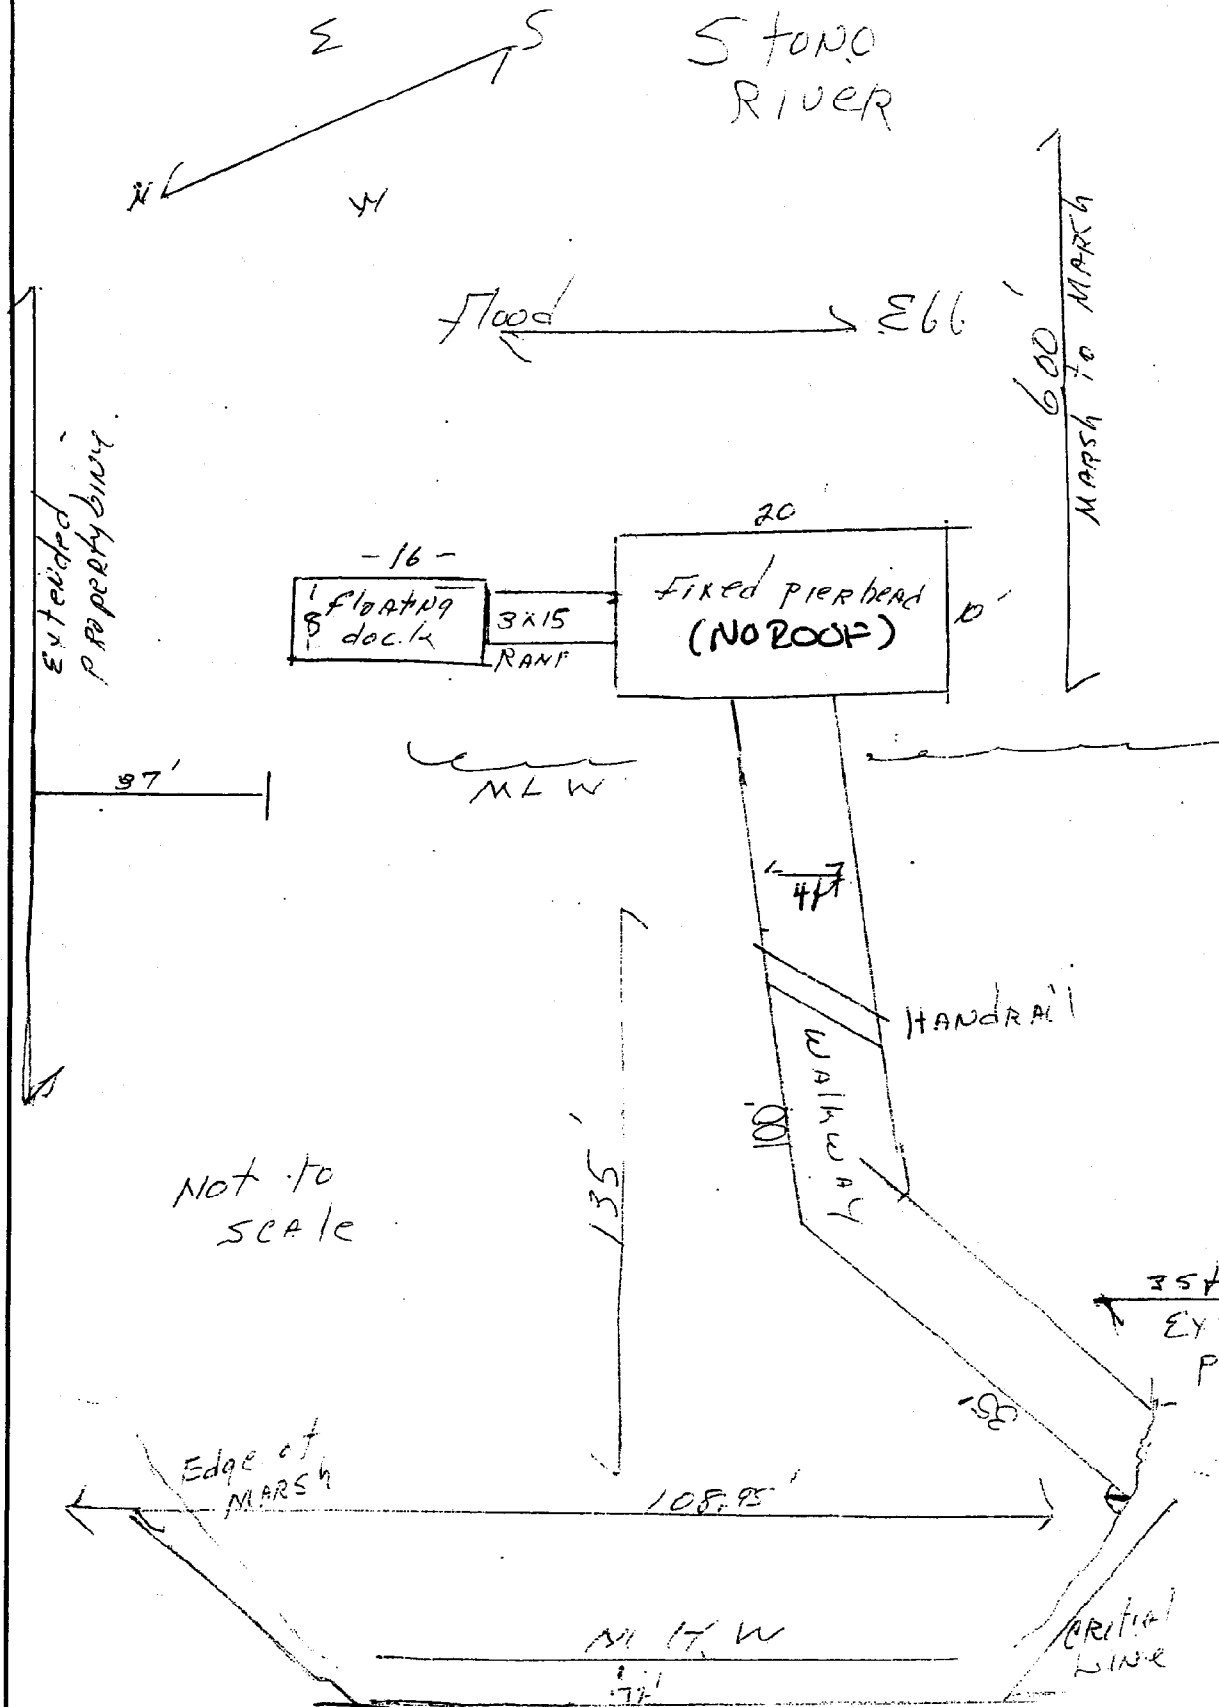 E
S
Stono
River
N
W
Flood
Ebb
600'
Marsh to Marsh
Extended
Property Line
20
-16-
8
Floating
dock
3x15
Ramp
Fixed pierhead
(NO ROOF)
10'
37'
MLW
4ft
HANDRAil
Walkway
100'
135'
Not to
scale
35'
Edge of
MARSH
108.95'
MHW
Critical
Line